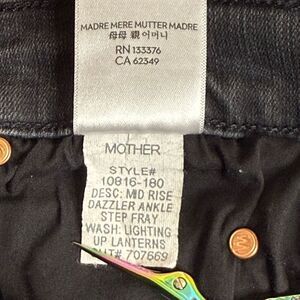 MADRE MERE MUTTER MADRE
母母 親 어머니
RN 133376
CA 62349
MOTHER
STYLE#
10816-180
DESC: MID RISE
DAZZLER ANKLE
STEP FRAY
WASH: LIGHTING
UP LANTERNS
707669